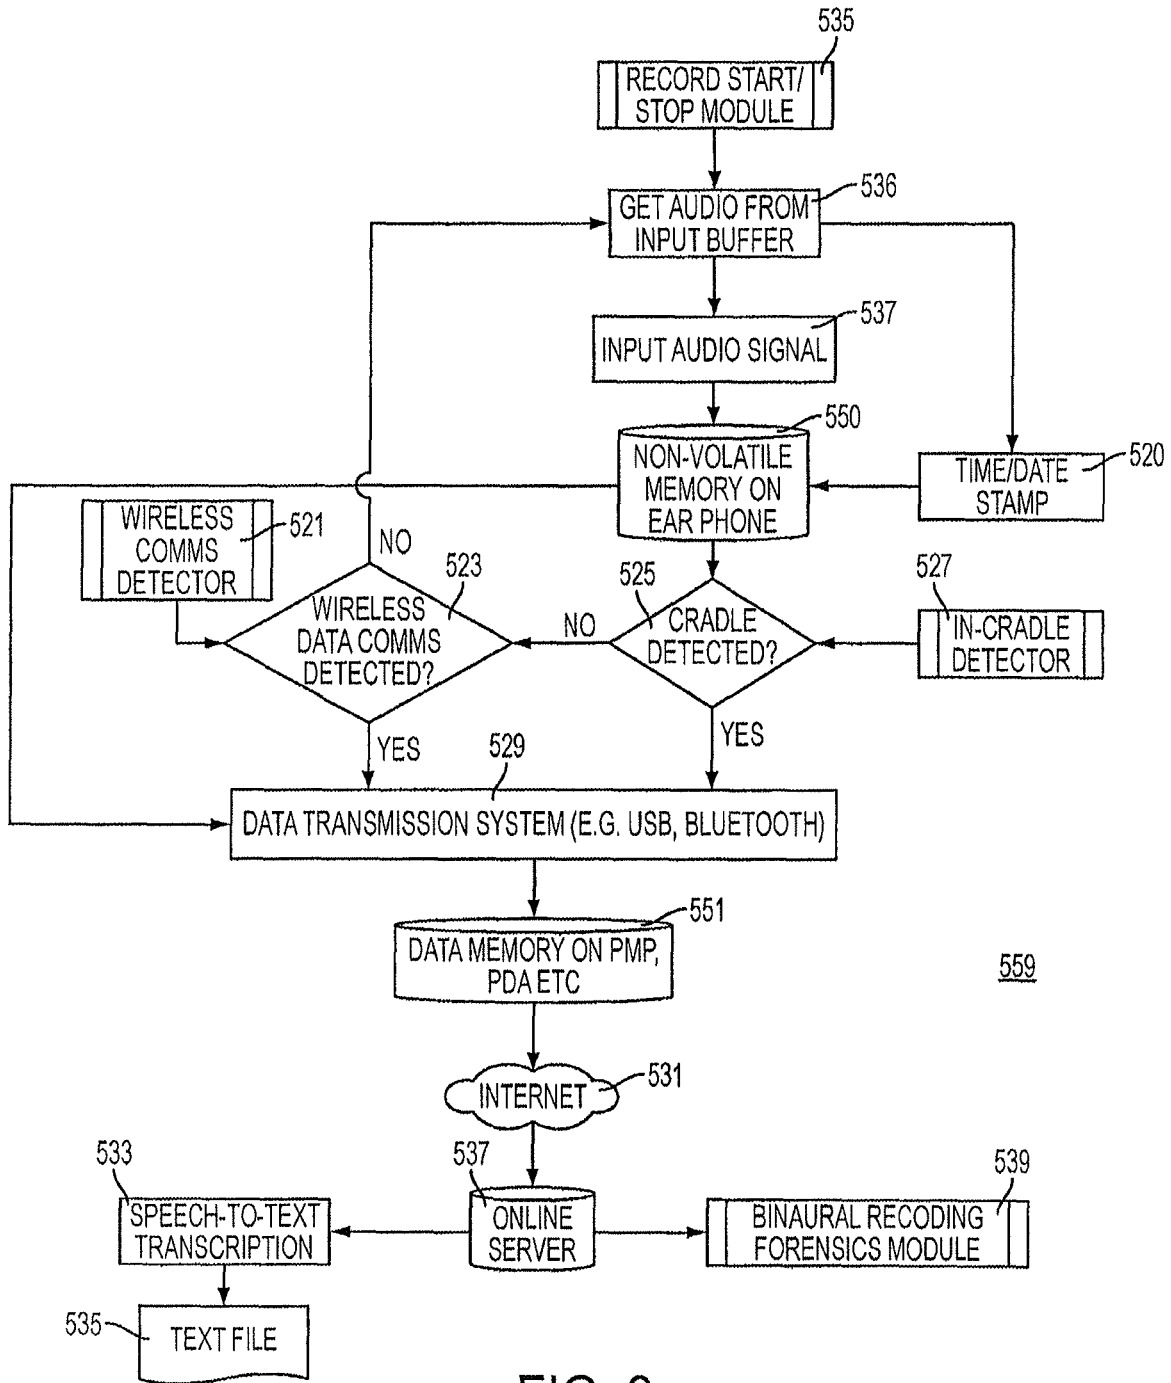 535
RECORD START/
STOP MODULE
536
GET AUDIO FROM
INPUT BUFFER
537
INPUT AUDIO SIGNAL
550
NON-VOLATILE
MEMORY ON
EAR PHONE
520
TIME/DATE
STAMP
WIRELESS
COMMS
DETECTOR
521
NO
523
WIRELESS
DATA COMMS
DETECTED?
NO
525
CRADLE
DETECTED?
527
IN-CRADLE
DETECTOR
YES
YES
529
DATA TRANSMISSION SYSTEM (E.G. USB, BLUETOOTH)
551
DATA MEMORY ON PMP,
PDA ETC
559
INTERNET
531
533
SPEECH-TO-TEXT
TRANSCRIPTION
537
ONLINE
SERVER
539
BINAURAL RECODING
FORENSICS MODULE
535
TEXT FILE